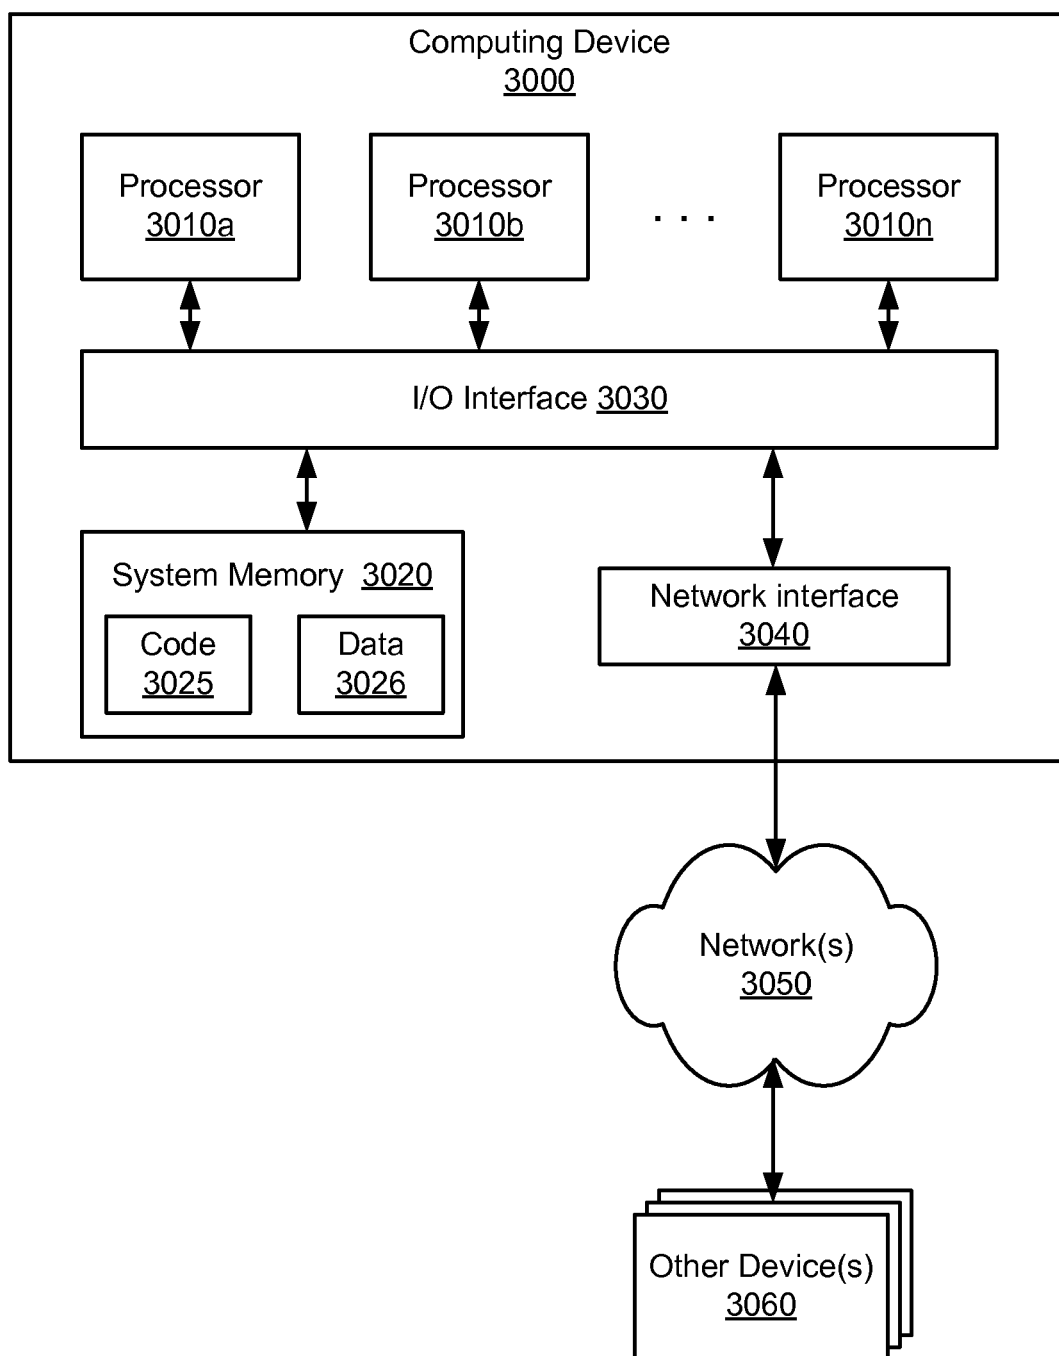 Computing Device
3000
Processor
3010a
Processor
3010b
. . .
Processor
3010n
I/O Interface 3030
System Memory 3020
Code
3025
Data
3026
Network interface
3040
Network(s)
3050
Other Device(s)
3060